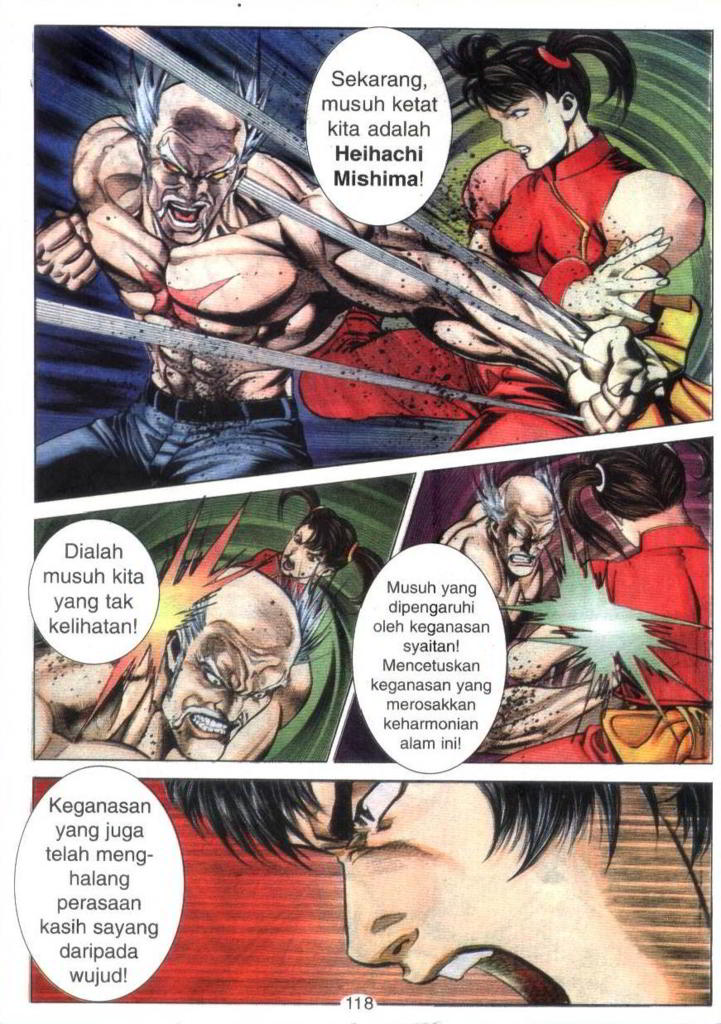 Sekarang,
musuh ketat
kita adalah
Heihachi
Mishima!
Dialah
musuh kita
yang tak
kelihatan!
Musuh yang
dipengaruhi
oleh keganasan
syaitan!
Mencetuskan
keganasan yang
merosakkan
keharmonian
alam ini!
Keganasan
yang juga
telah meng-
halang
perasaan
kasih sayang
daripada
wujud!
118